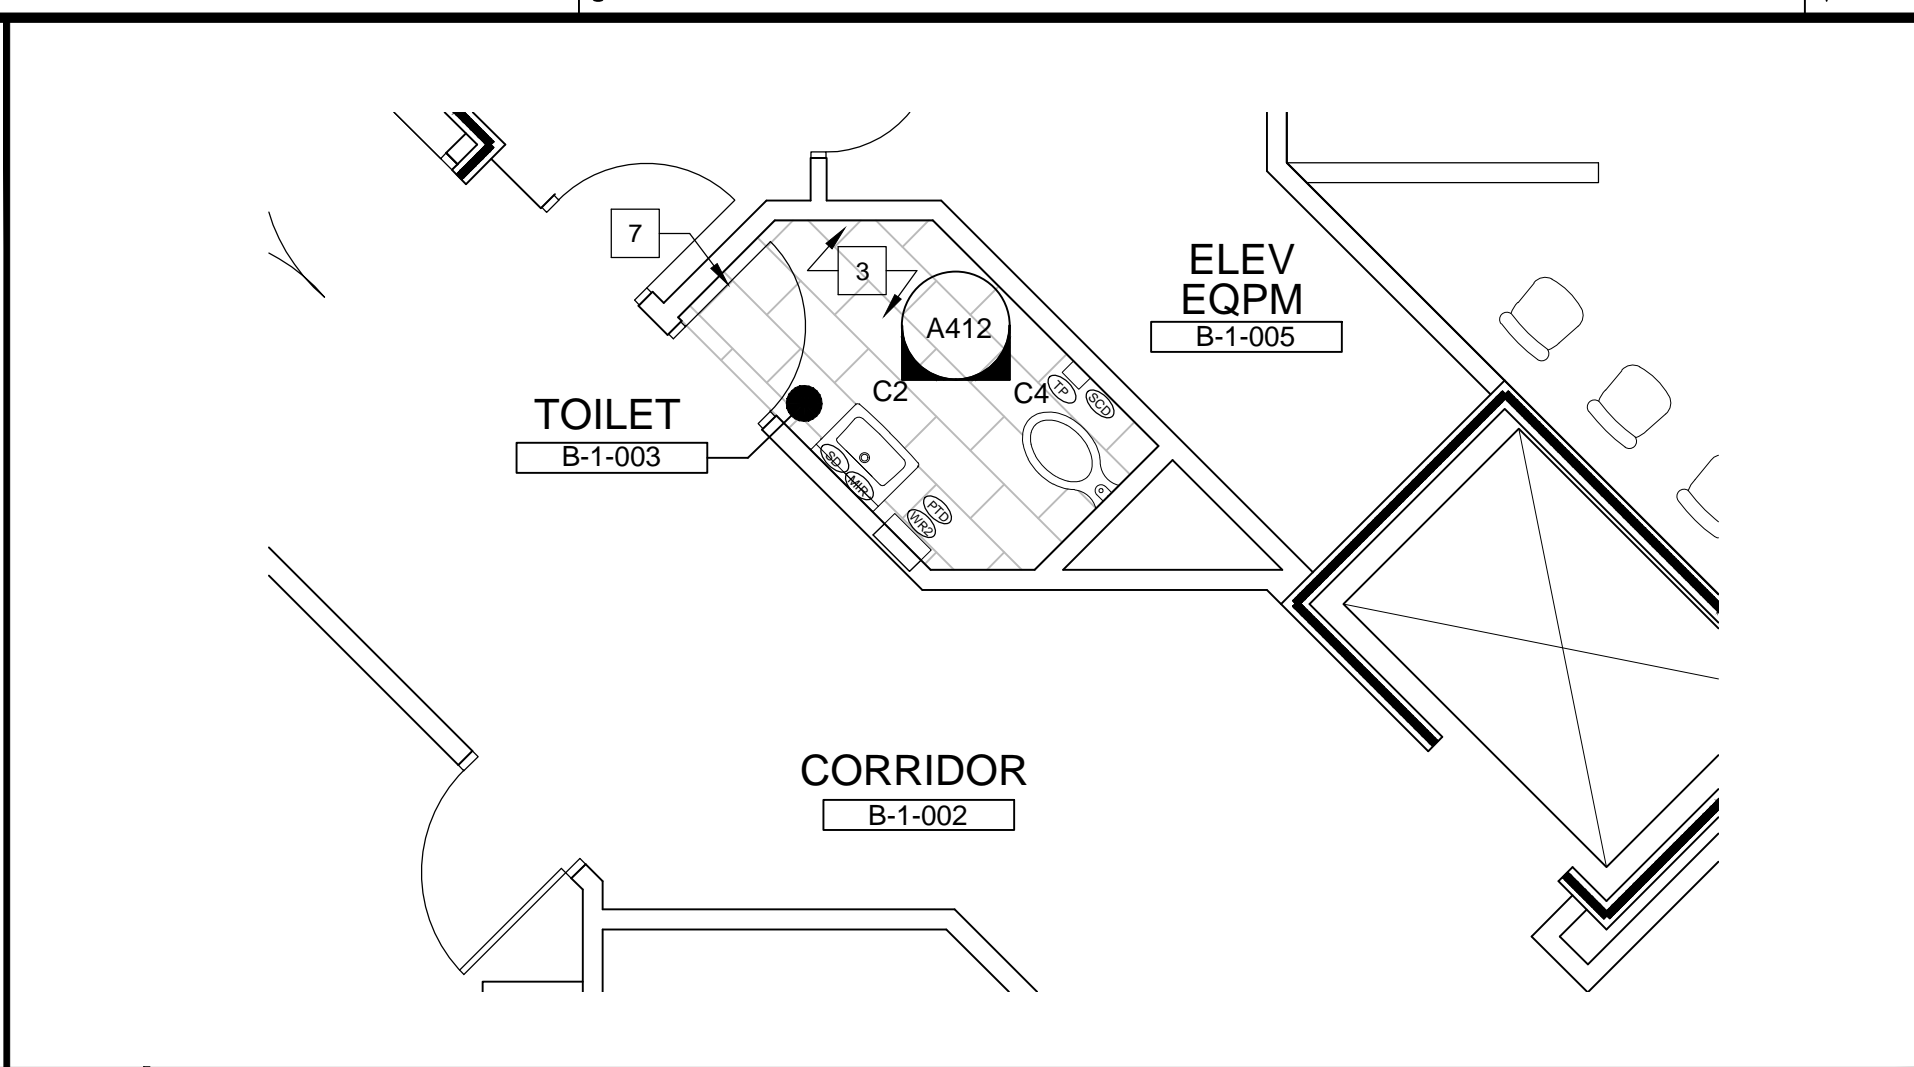 7
3
ELEV
EQPM
B-1-005
A412
C2
C4
TP
SCD
TOILET
B-1-003
SD
MIR
PTD
WR2
CORRIDOR
B-1-002